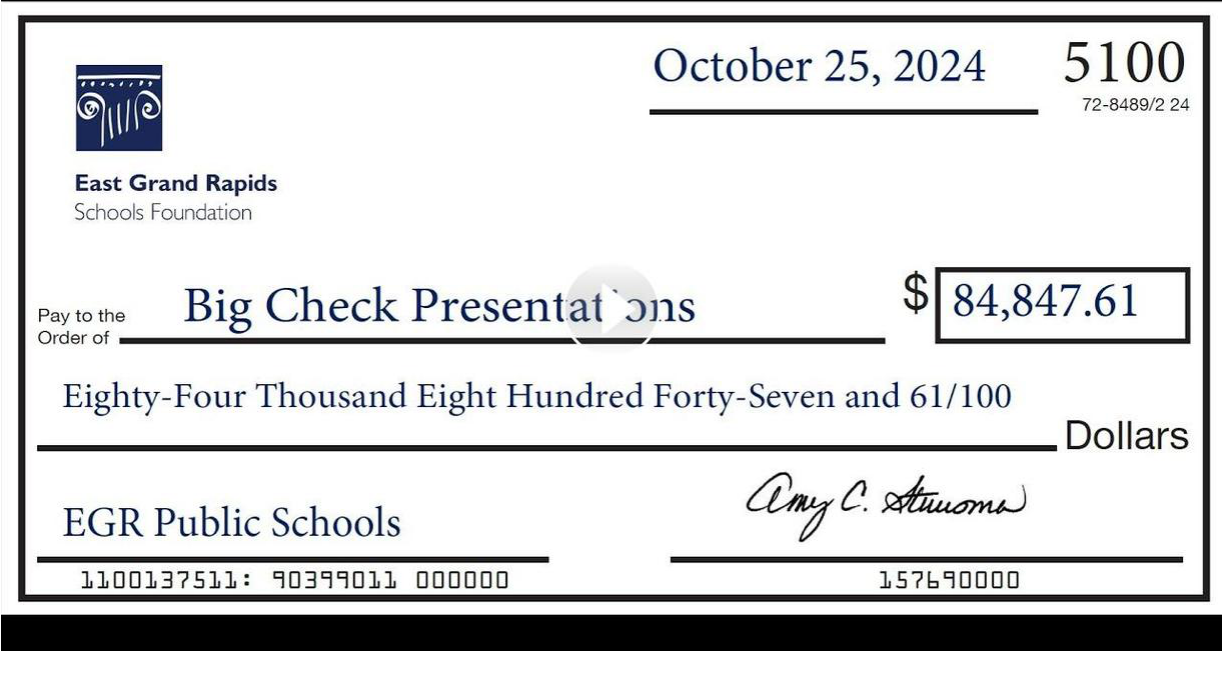 October 25, 2024
5100
72-8489/2 24
East Grand Rapids
Schools Foundation
Pay to the
Order of
Big Check Presentations
$ 84,847.61
Eighty-Four Thousand Eight Hundred Forty-Seven and 61/100
Dollars
EGR Public Schools
Amy C.
1100137511: 90399011 000000
157690000